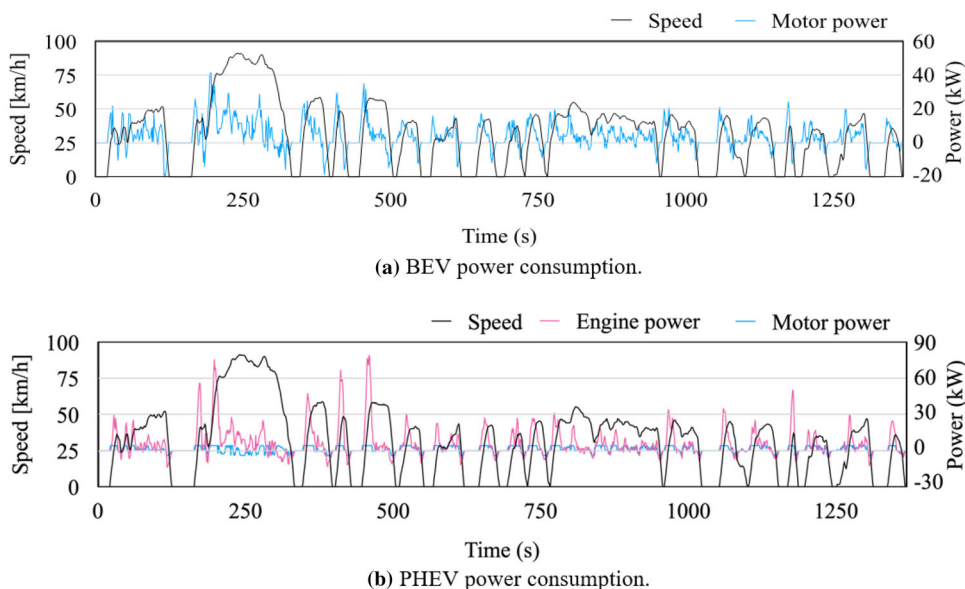 Speed Motor power
100 60
75 40
50 20
25 0
0 -20
Speed [km/h]
Power (kW)
0 250 500 750 1000 1250
Time (s)
(a) BEV power consumption.
Speed Engine power Motor power
100 90
75 60
50 30
25 0
0 -30
Speed [km/h]
Power (kW)
0 250 500 750 1000 1250
Time (s)
(b) PHEV power consumption.